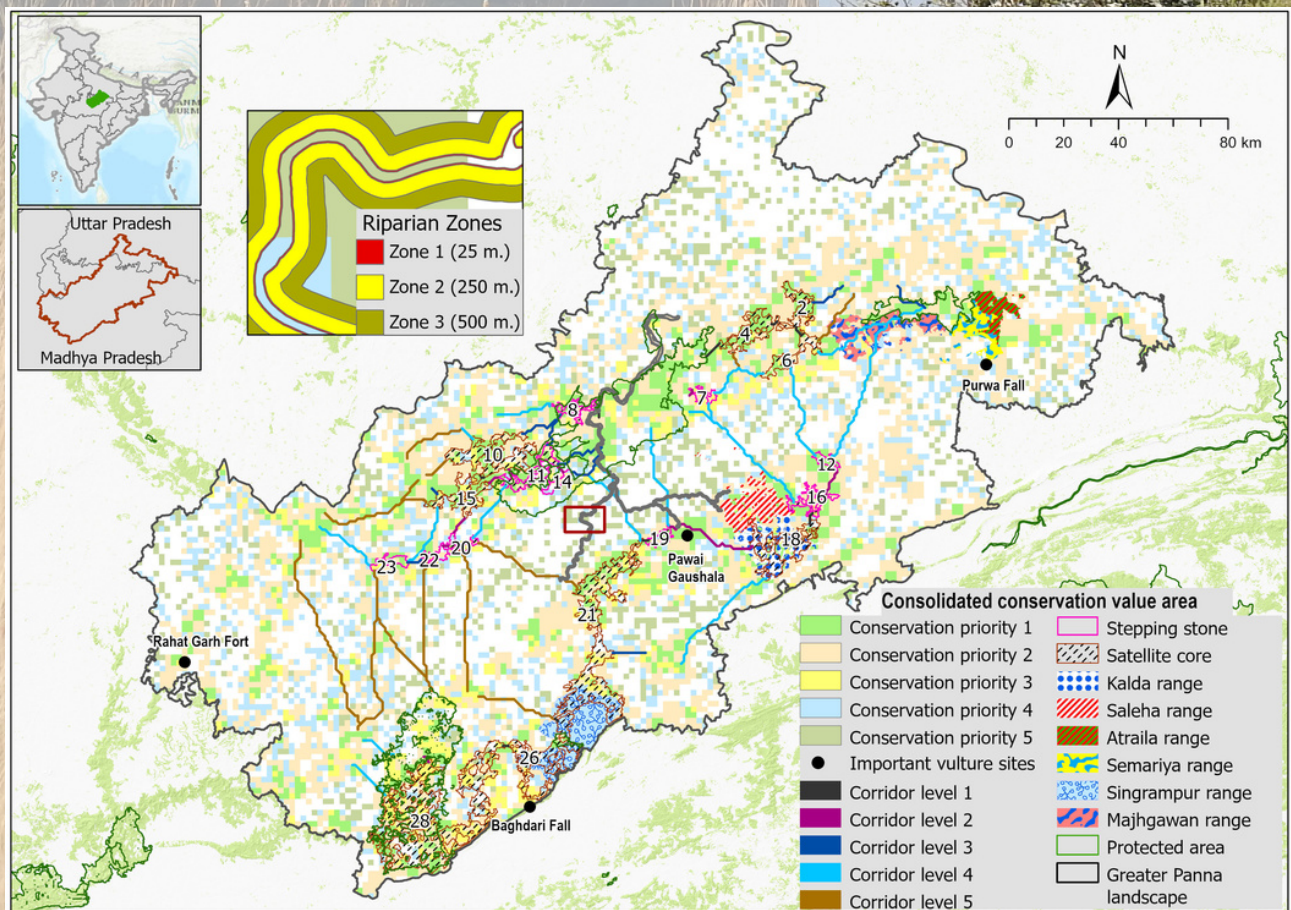 N
0
20
40
80 km
Uttar Pradesh
Madhya Pradesh
Riparian Zones
Zone 1 (25 m.)
Zone 2 (250 m.)
Zone 3 (500 m.)
2
4
6
7
8
10
11
14
12
15
16
18
19
20
22
23
21
26
28
Purwa Fall
Pawai
Gaushala
Rahat Garh Fort
Baghdari Fall
Consolidated conservation value area
Conservation priority 1
Conservation priority 2
Conservation priority 3
Conservation priority 4
Conservation priority 5
Important vulture sites
Corridor level 1
Corridor level 2
Corridor level 3
Corridor level 4
Corridor level 5
Stepping stone
Satellite core
Kalda range
Saleha range
Atraila range
Semariya range
Singrampur range
Majhgawan range
Protected area
Greater Panna
landscape